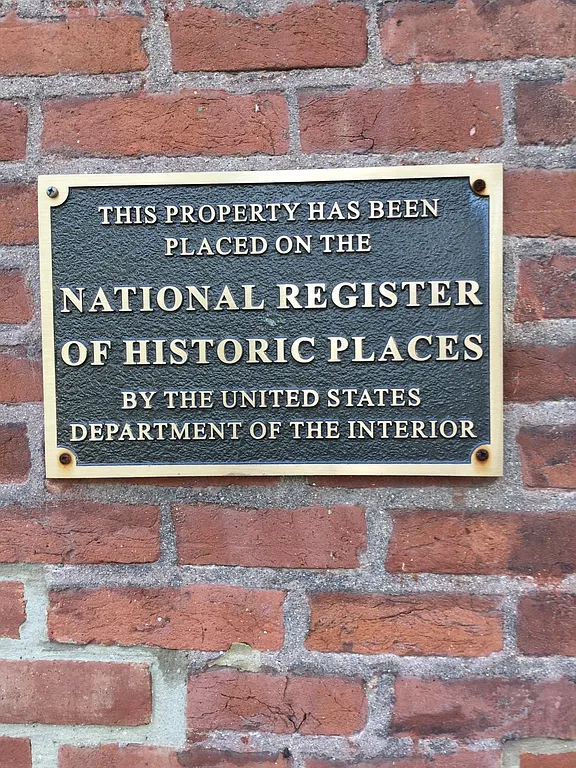 THIS PROPERTY HAS BEEN
PLACED ON THE
NATIONAL REGISTER
OF HISTORIC PLACES
BY THE UNITED STATES
DEPARTMENT OF THE INTERIOR